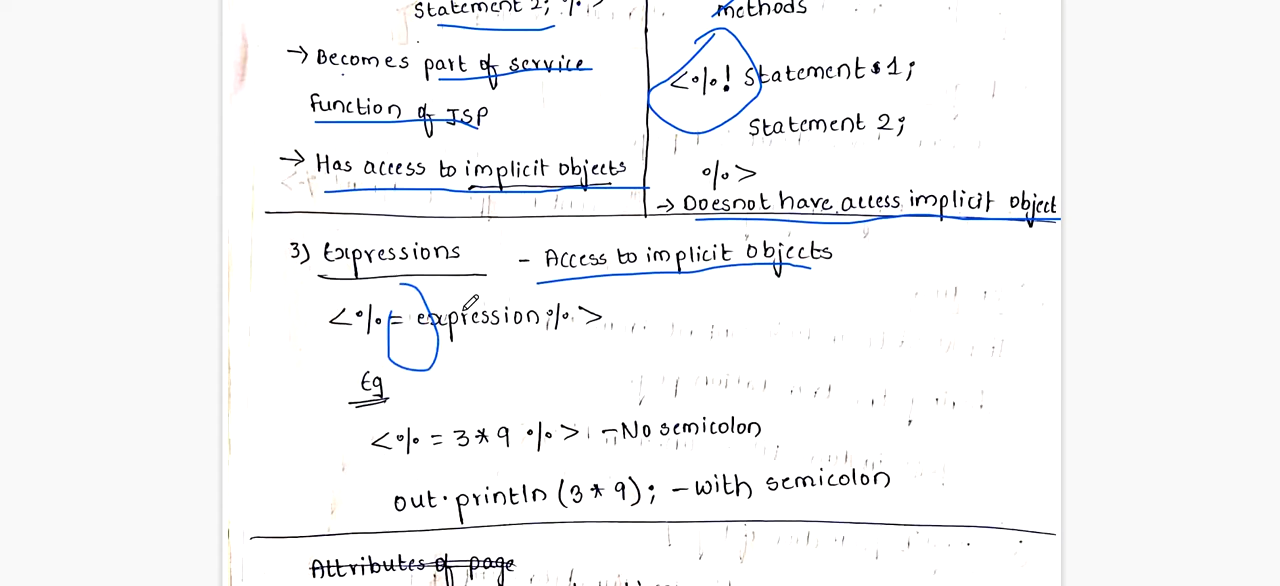 Statement 2; %>
→ Becomes part of service
function of JSP
→ Has access to implicit objects
methods
<%! Statements 1;
Statement 2;
%>
→ Doesnot have access implicit object
3) Expressions - Access to implicit objects
<%= expression;%>
Eg
<%= 3*9 %> - No semicolon
out.println (3*9); - with semicolon
Attributes of page